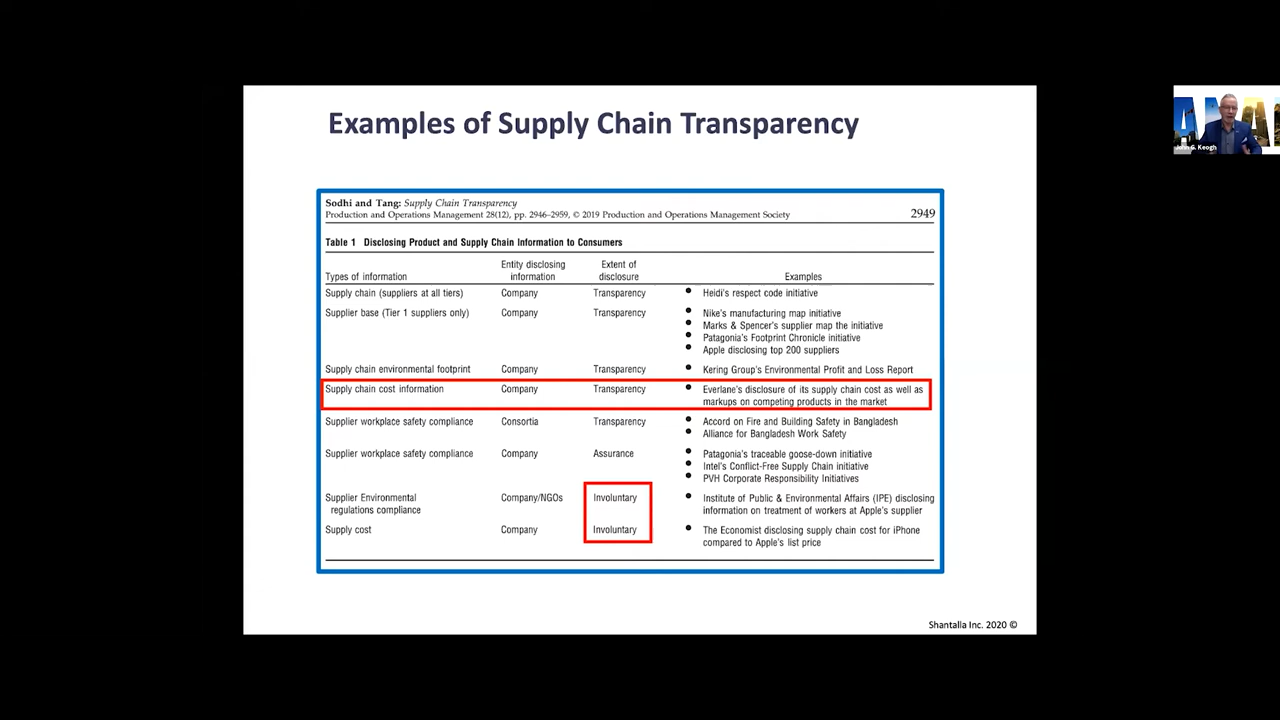 Examples of Supply Chain Transparency
Sodhi and Tang: Supply Chain Transparency
Production and Operations Management 28(12), pp. 2946–2959, © 2019 Production and Operations Management Society 2949
Table 1 Disclosing Product and Supply Chain Information to Consumers
Types of information Entity disclosing information Extent of disclosure Examples
Supply chain (suppliers at all tiers) Company Transparency • Heidi's respect code initiative
Supplier base (Tier 1 suppliers only) Company Transparency • Nike's manufacturing map initiative
• Marks & Spencer's supplier map the initiative
• Patagonia's Footprint Chronicle initiative
• Apple disclosing top 200 suppliers
Supply chain environmental footprint Company Transparency • Kering Group's Environmental Profit and Loss Report
Supply chain cost information Company Transparency • Everlane's disclosure of its supply chain cost as well as
markups on competing products in the market
Supplier workplace safety compliance Consortia Transparency • Accord on Fire and Building Safety in Bangladesh
• Alliance for Bangladesh Work Safety
Supplier workplace safety compliance Company Assurance • Patagonia's traceable goose-down initiative
• Intel's Conflict-Free Supply Chain initiative
• PVH Corporate Responsibility Initiatives
Supplier Environmental Company/NGOs Involuntary • Institute of Public & Environmental Affairs (IPE) disclosing
regulations compliance information on treatment of workers at Apple's supplier
Supply cost Company Involuntary • The Economist disclosing supply chain cost for iPhone
compared to Apple's list price
Shantalla Inc. 2020 ©
John G. Keogh